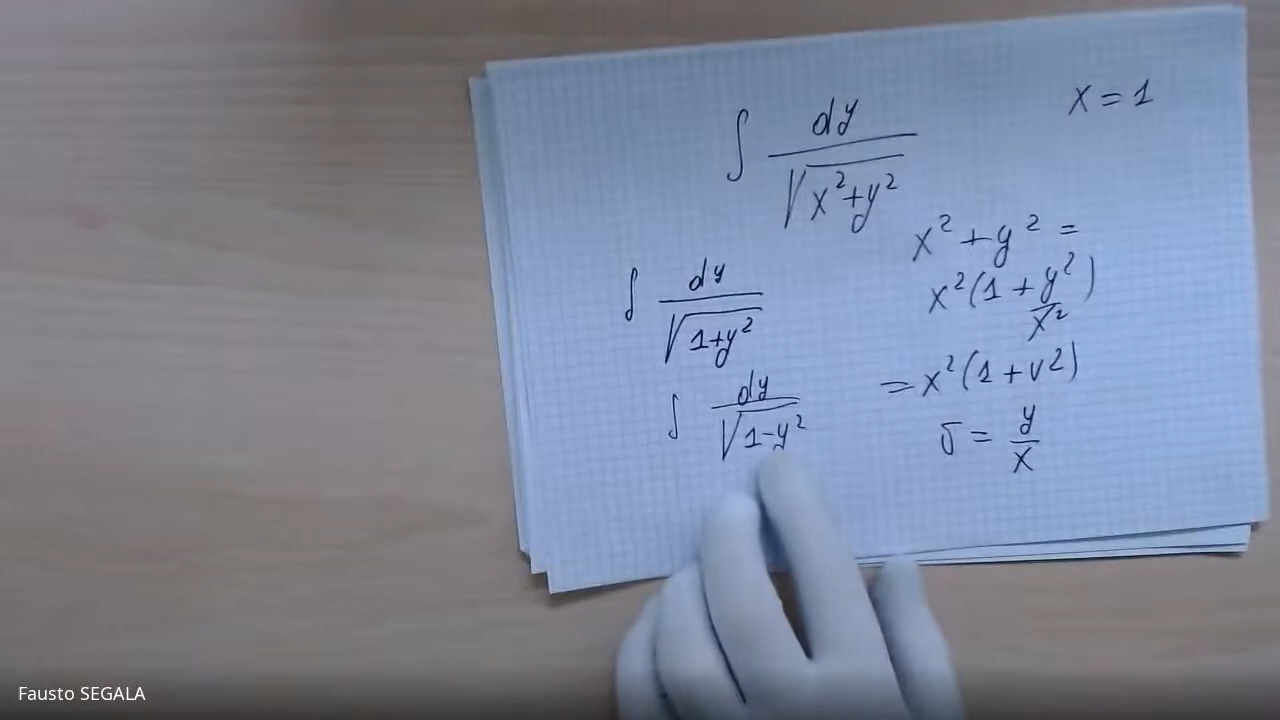 x = 1
∫ dy / √(x² + y²)
x² + y² =
x² (1 + y²/x²)
= x² (1 + v²)
v = y/x
∫ dy / √(1 + y²)
∫ dy / √(1 - y²)
Fausto SEGALA